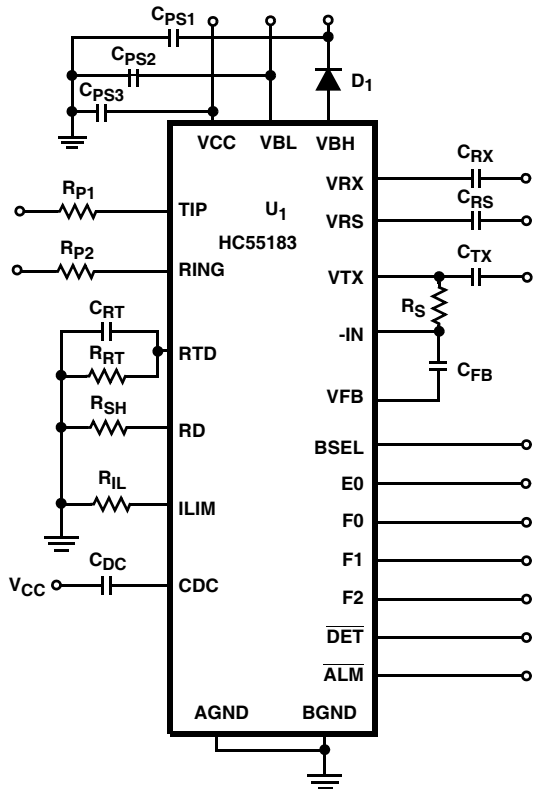 CPS1
CPS2
D1
CPS3
VCC VBL VBH
CRX
VRX
RP1
CRS
TIP U1 VRS
HC55183
RP2
CTX
RING VTX
RS
CRT
-IN
RTD
RRT
CFB
VFB
RSH
RD
BSEL
RIL
E0
ILIM
F0
CDC
F1
VCC CDC
F2
DET
ALM
AGND BGND